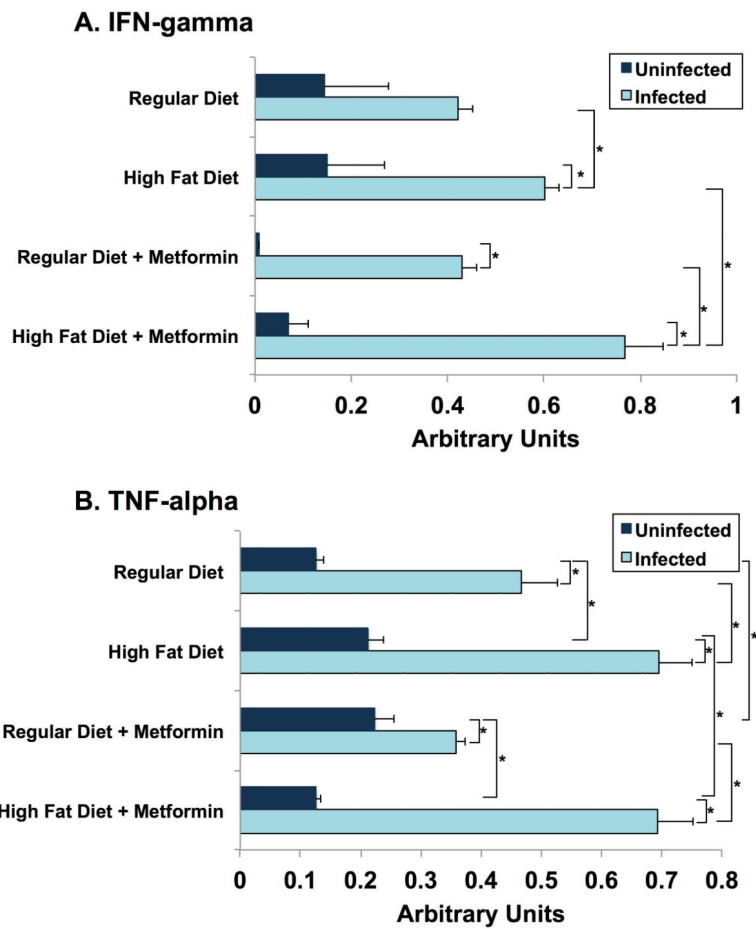 A. IFN-gamma
Uninfected
Infected
Regular Diet
*
High Fat Diet
*
Regular Diet + Metformin
*
*
*
High Fat Diet + Metformin
*
0 0.2 0.4 0.6 0.8 1
Arbitrary Units
B. TNF-alpha
Uninfected
Infected
Regular Diet
*
*
*
*
High Fat Diet
*
Regular Diet + Metformin
*
*
*
*
High Fat Diet + Metformin
*
0 0.1 0.2 0.3 0.4 0.5 0.6 0.7 0.8
Arbitrary Units